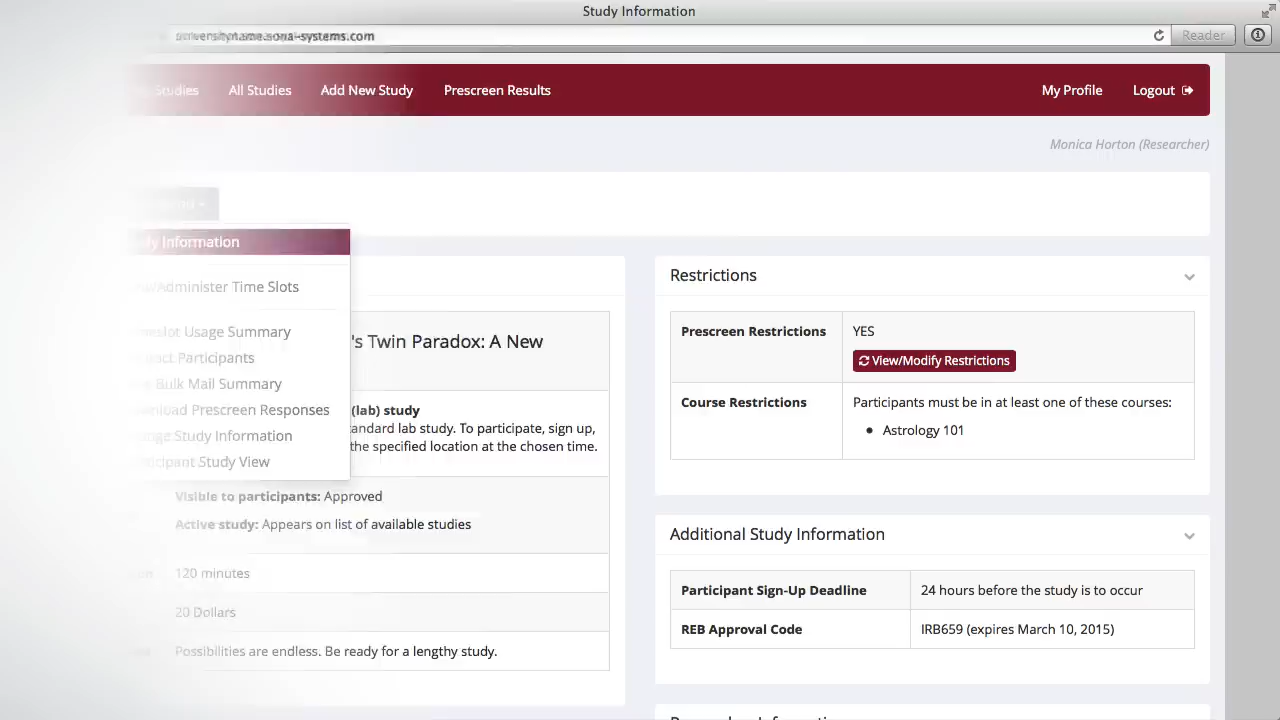 Study Information
-systems.com
Reader
Studies All Studies Add New Study Prescreen Results My Profile Logout
Monica Horton (Researcher)
Information
/Administer Time Slots
Usage Summary
Participants
Bulk Mail Summary
Prescreen Responses
Study Information
Study View
's Twin Paradox: A New
(lab) study
lab study. To participate, sign up,
the specified location at the chosen time.
Visible to participants: Approved
Active study: Appears on list of available studies
120 minutes
20 Dollars
Possibilities are endless. Be ready for a lengthy study.
Restrictions
Prescreen Restrictions YES
View/Modify Restrictions
Course Restrictions Participants must be in at least one of these courses:
• Astrology 101
Additional Study Information
Participant Sign-Up Deadline 24 hours before the study is to occur
REB Approval Code IRB659 (expires March 10, 2015)